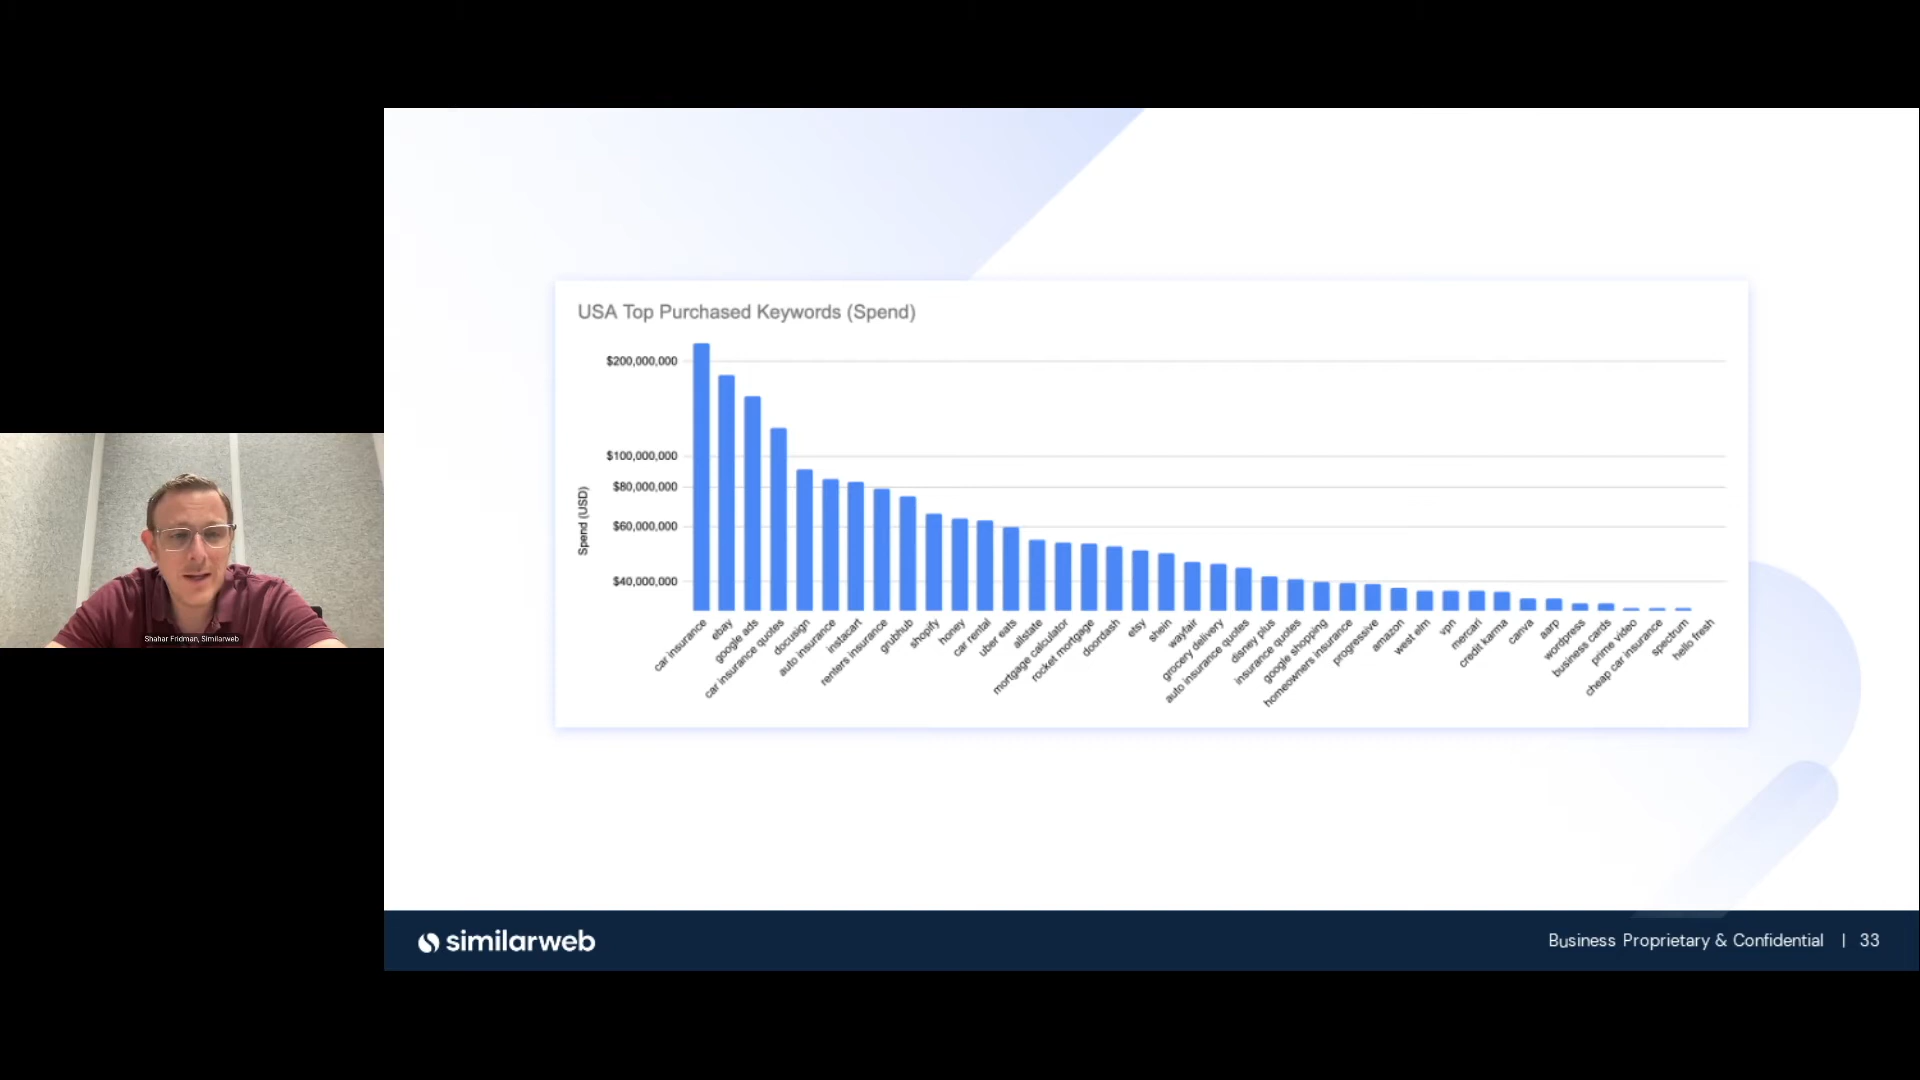 USA Top Purchased Keywords (Spend)
Spend (USD)
$200,000,000
$100,000,000
$80,000,000
$60,000,000
$40,000,000
car insurance
ebay
google ads
car insurance quotes
docusign
auto insurance
instacart
renters insurance
grubhub
shopify
honey
car rental
uber eats
allstate
mortgage calculator
rocket mortgage
doordash
etsy
shein
wayfair
grocery delivery
auto insurance quotes
disney plus
insurance quotes
google shopping
homeowners insurance
progressive
amazon
west elm
vpn
mercari
credit karma
canva
aarp
wordpress
business cards
prime video
cheap car insurance
spectrum
hello fresh
Shahar Fridman, Similarweb
similarweb
Business Proprietary & Confidential | 33